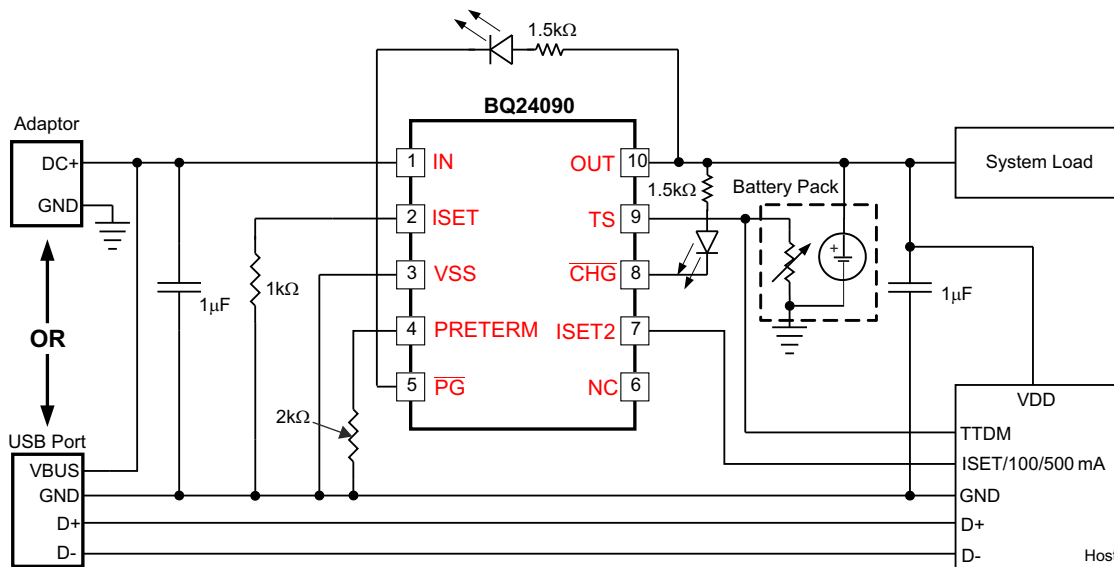 1.5kΩ
BQ24090
Adaptor
DC+
GND
1 IN
OUT 10
System Load
1.5kΩ
Battery Pack
2 ISET
TS 9
+
3 VSS
CHG 8
1μF
1kΩ
1μF
OR
4 PRETERM
ISET2 7
5 PG
NC 6
2kΩ
VDD
USB Port
TTDM
VBUS
ISET/100/500 mA
GND
GND
D+
D+
D-
D-
Host